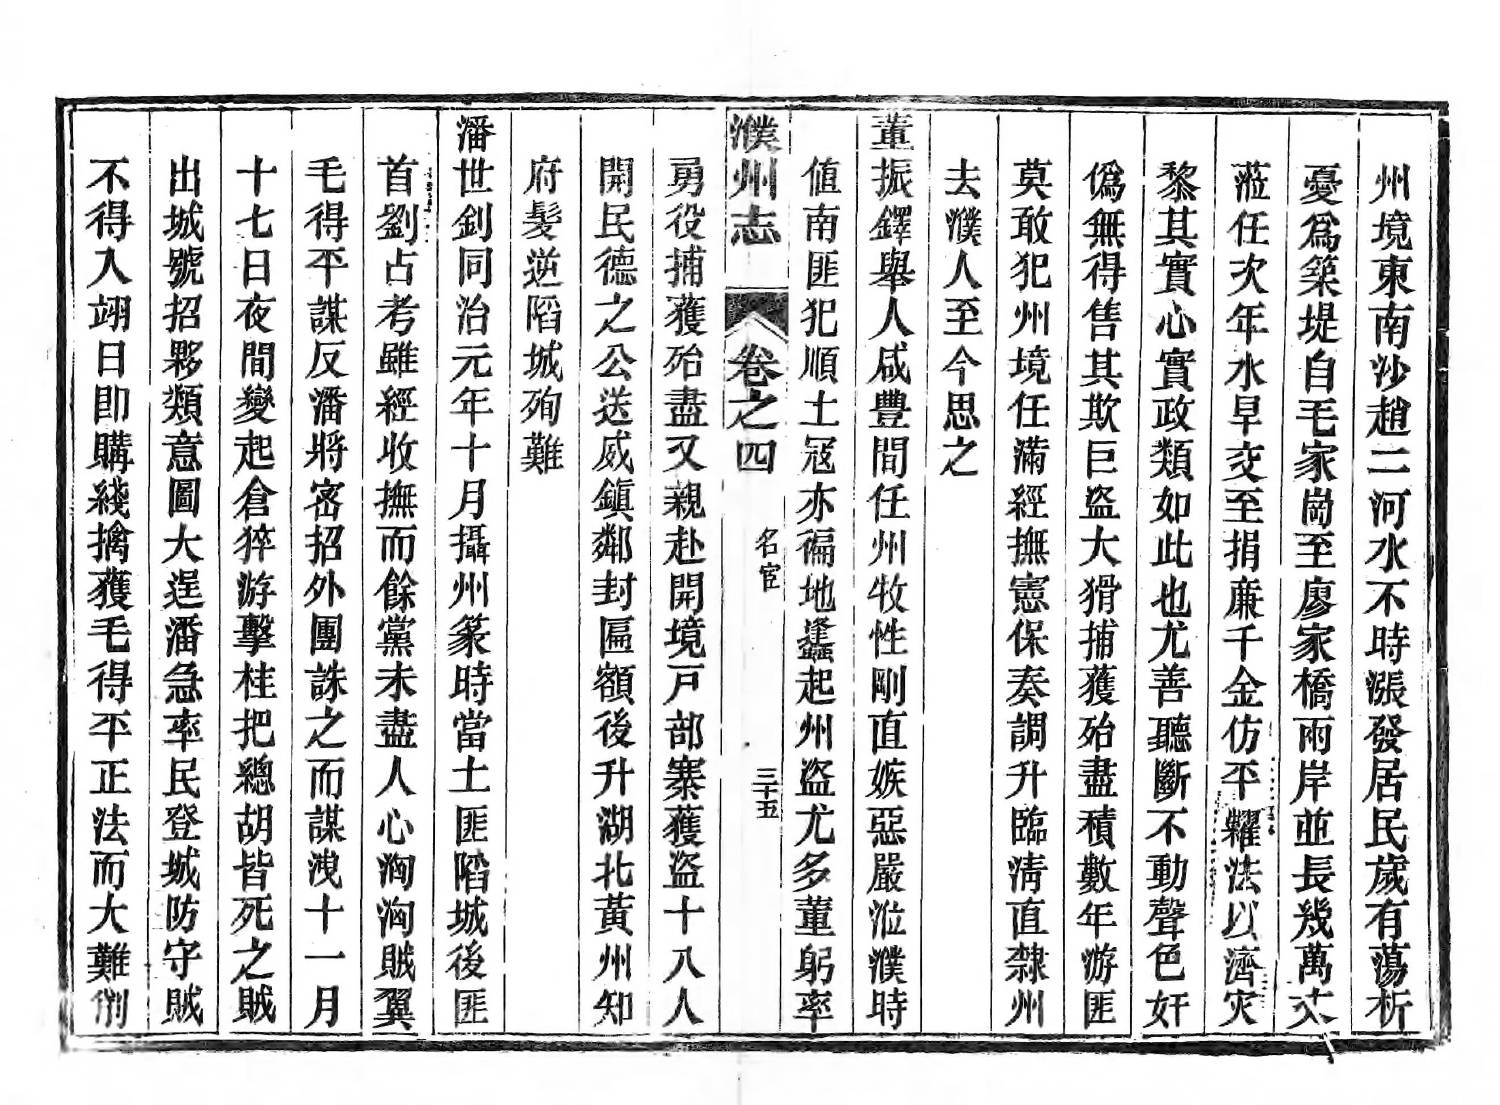 州境東南沙趙二河水不時漲發居民歲有蕩析
憂爲築堤自毛家崗至廖家橋兩岸並長幾萬丈
蒞任次年水旱交至捐廉千金仿平糶法以濟灾
黎其實心實政類如此也尤善聽斷不動聲色奸
僞無得售其欺巨盜大猾捕獲殆盡積數年游匪
莫敢犯州境任滿經撫憲保奏調升臨淸直隸州
去濮人至今思之
董振鐸舉人咸豐間任州牧性剛直嫉惡嚴涖濮時
値南匪犯順土寇亦徧地蠭起州盜尤多董躬率
濮州志 卷之四 名宦 三十五
勇役捕獲殆盡又親赴開境戸部寨獲盜十八人
開民德之公送威鎭鄰封匾額後升湖北黃州知
府髮逆陷城殉難
潘世釗同治元年十月攝州篆時當土匪陷城後匪
首劉占考雖經收撫而餘黨未盡人心洶洶賊翼
毛得平謀反潘將密招外團誅之而謀洩十一月
十七日夜間變起倉猝游擊桂把總胡皆死之賊
出城號招夥類意圖大逞潘急率民登城防守賊
不得入翊日即購綫擒獲毛得平正法而大難削